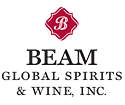 B
BEAM
GLOBAL SPIRITS
& WINE, INC.